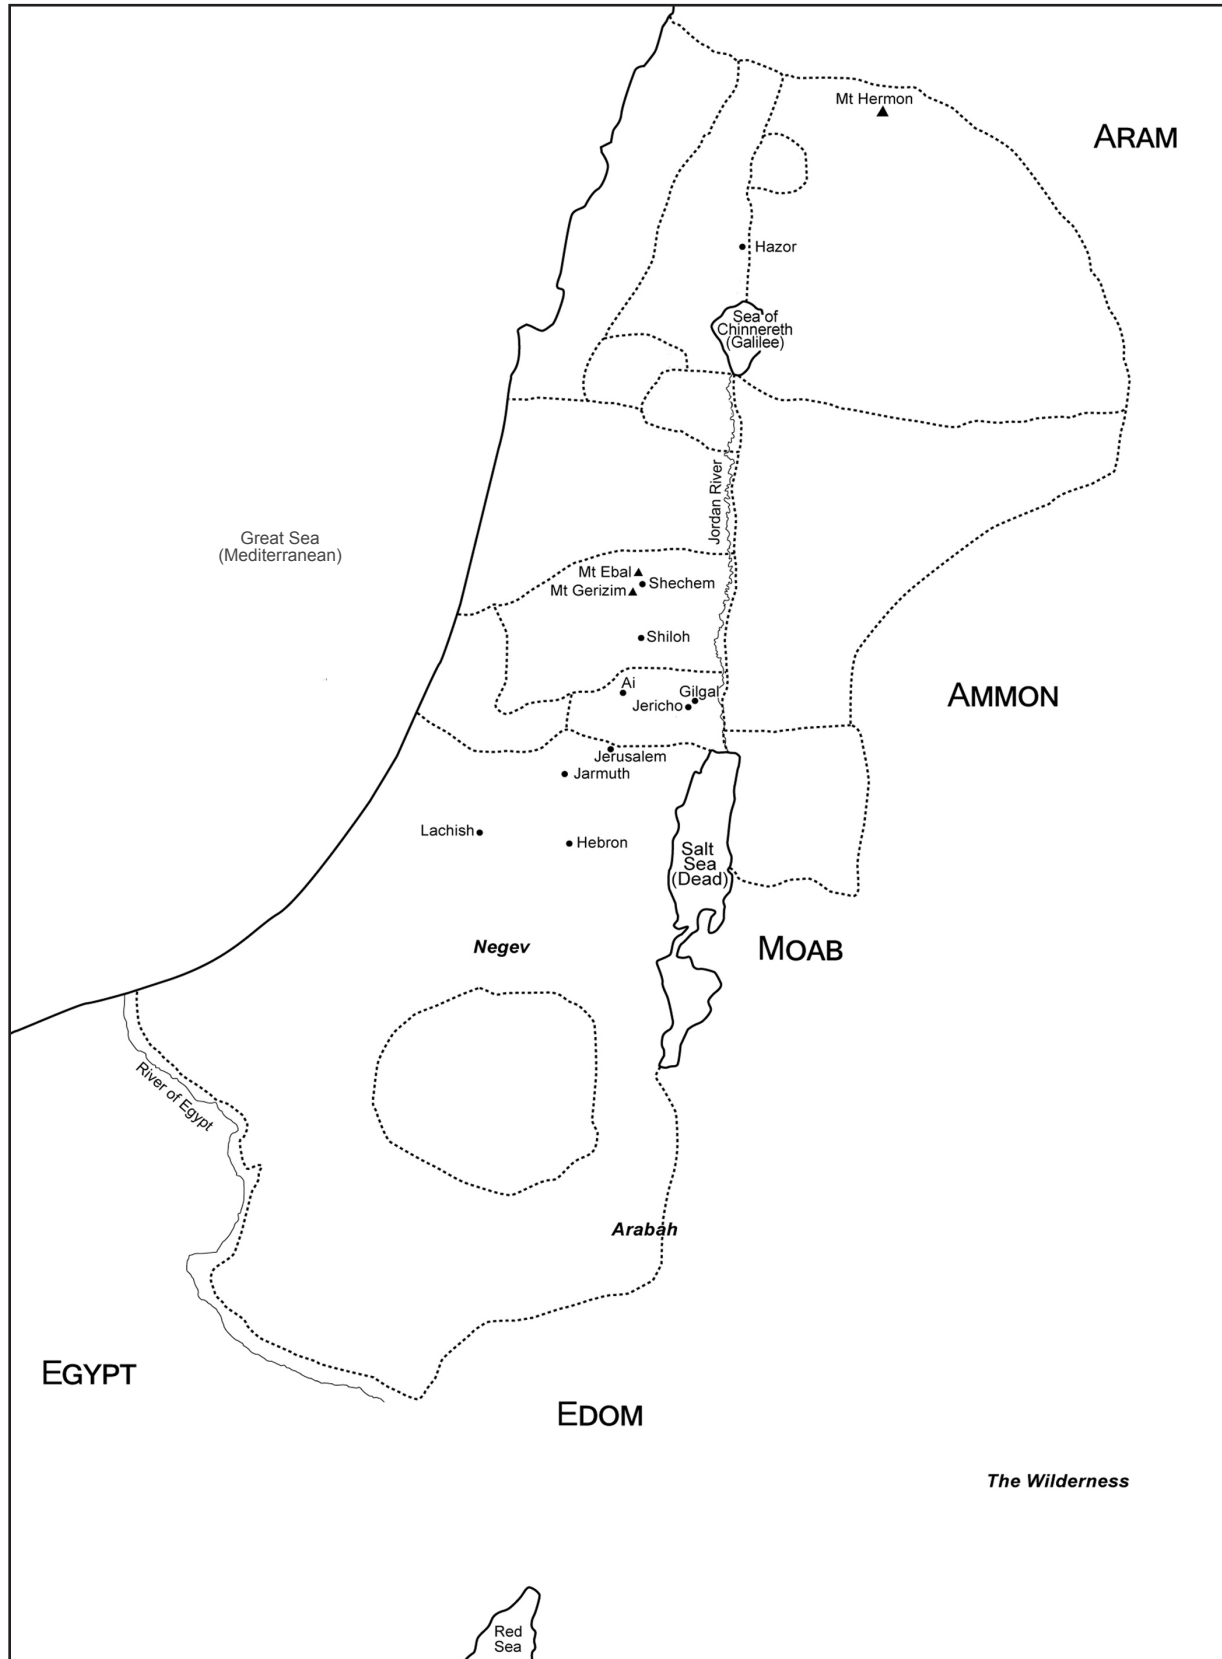 Mt Hermon
ARAM
Hazor
Sea of
Chinnereth
(Galilee)
Jordan River
Great Sea
(Mediterranean)
Mt Ebal
Shechem
Mt Gerizim
Shiloh
Ai
Gilgal
Jericho
AMMON
Jerusalem
Jarmuth
Lachish
Hebron
Salt
Sea
(Dead)
Negev
MOAB
River of Egypt
Arabah
EGYPT
EDOM
The Wilderness
Red
Sea